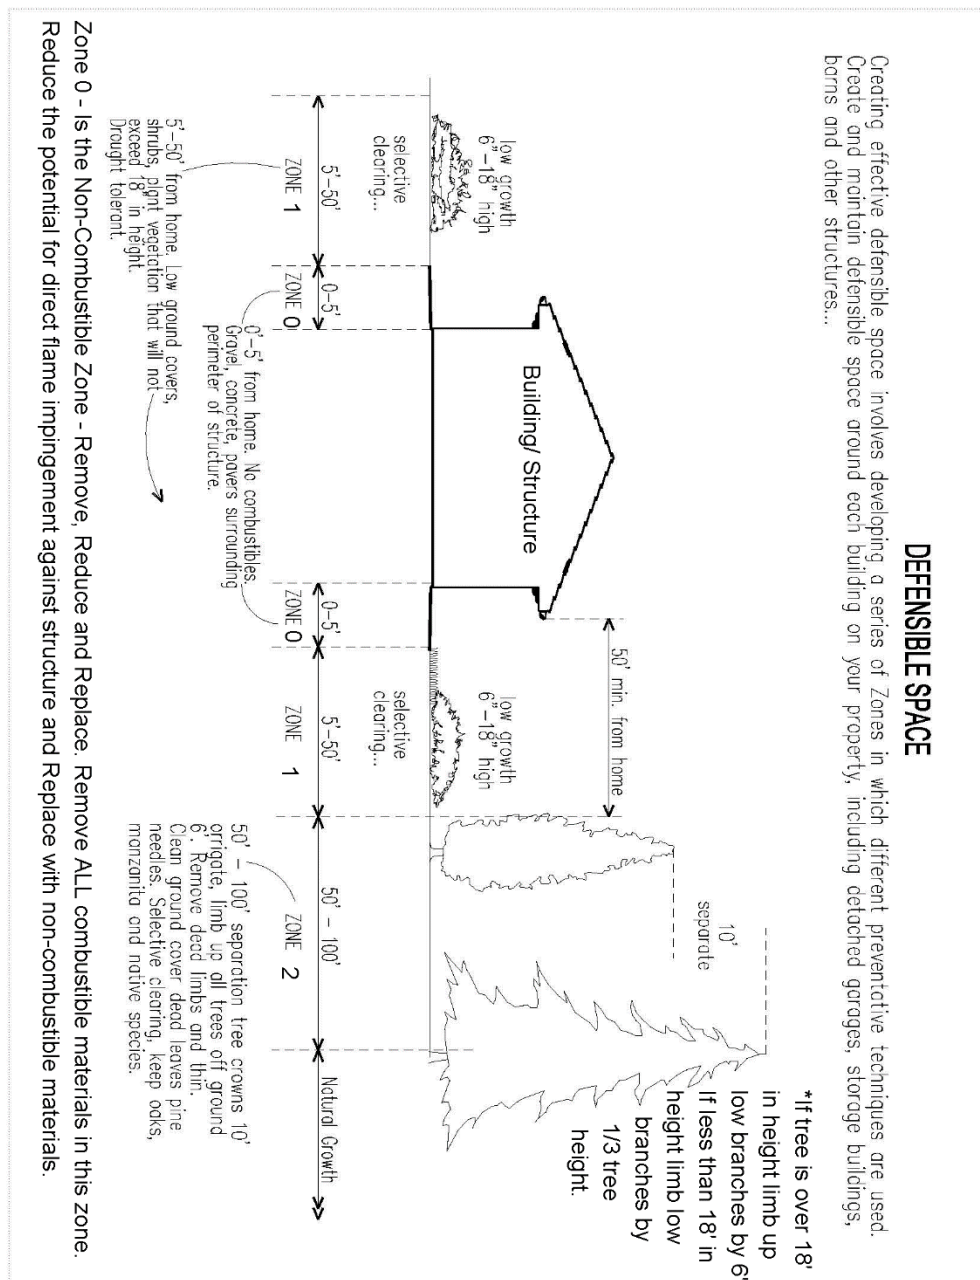 DEFENSIBLE SPACE
Creating effective defensible space involves developing a series of Zones in which different preventative techniques are used.
Create and maintain defensible space around each building on your property, including detached garages, storage buildings,
barns and other structures...
*If tree is over 18'
in height limb up
low branches by 6'
If less than 18' in
height limb low
branches by
1/3 tree
height.
10'
separate
50' min. from home
Building/ Structure
low growth
6"-18" high
low growth
6"-18" high
selective
clearing...
selective
clearing...
5'-50'
0-5'
0-5'
5'-50'
50' - 100'
Natural Growth
ZONE 1
ZONE 0
ZONE 0
ZONE 1
ZONE 2
0'-5' from home. No combustibles.
Gravel, concrete, pavers surrounding
perimeter of structure.
50' - 100' separation tree crowns 10'
orrigate, limb up all trees off ground
6'. Remove dead limbs and thin.
Clean ground cover dead leaves pine
needles. Selective clearing, keep oaks,
manzanita and native species.
5'-50' from home. Low ground covers,
shrubs, plant vegetation that will not
exceed 18" in height.
Drought tolerant.
Zone 0 - Is the Non-Combustible Zone - Remove, Reduce and Replace. Remove ALL combustible materials in this zone.
Reduce the potential for direct flame impingement against structure and Replace with non-combustible materials.